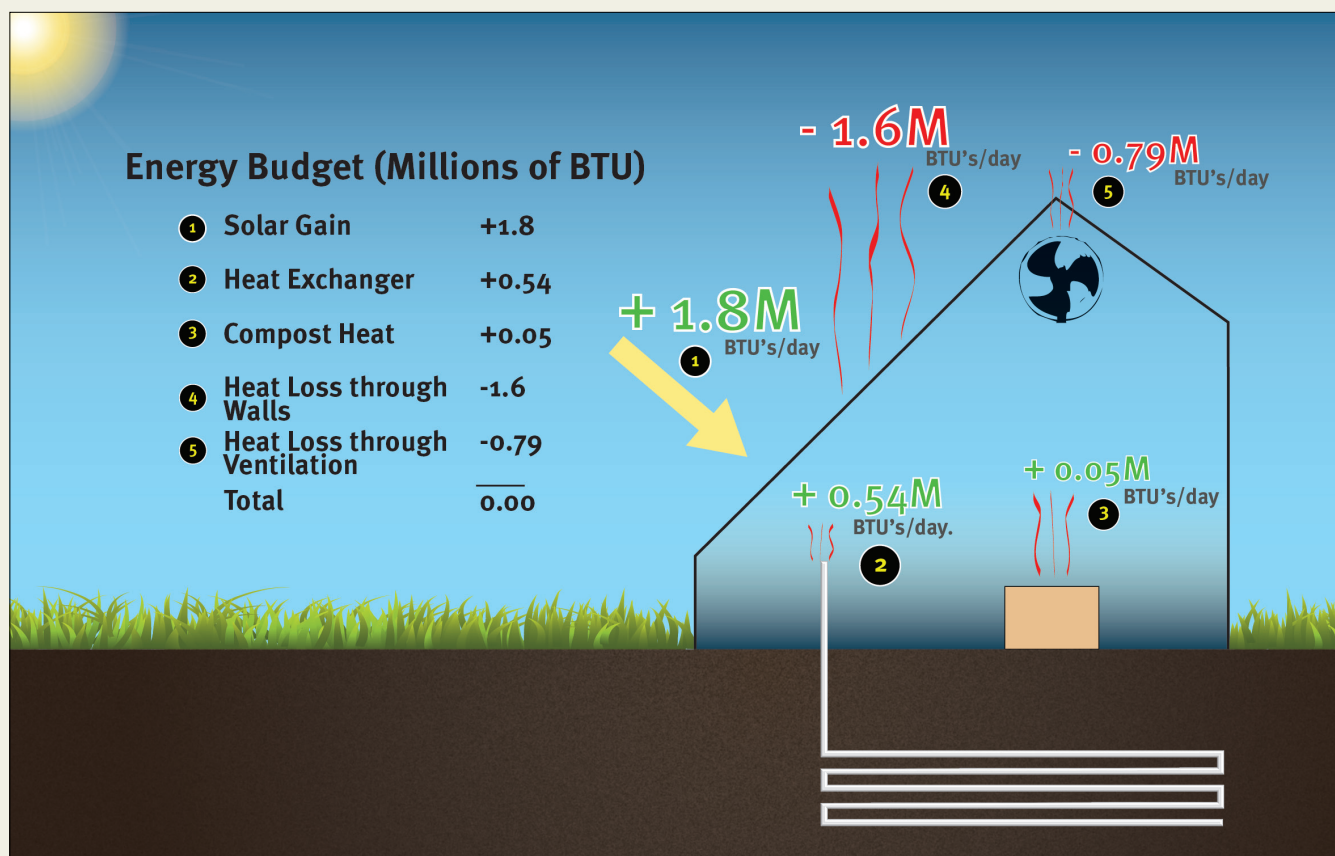 Energy Budget (Millions of BTU)
1 Solar Gain +1.8
2 Heat Exchanger +0.54
3 Compost Heat +0.05
4 Heat Loss through -1.6
Walls
5 Heat Loss through -0.79
Ventilation
Total 0.00
- 1.6M
BTU's/day
4
- 0.79M
BTU's/day
5
+ 1.8M
BTU's/day
1
+ 0.54M
BTU's/day.
2
+ 0.05M
BTU's/day
3